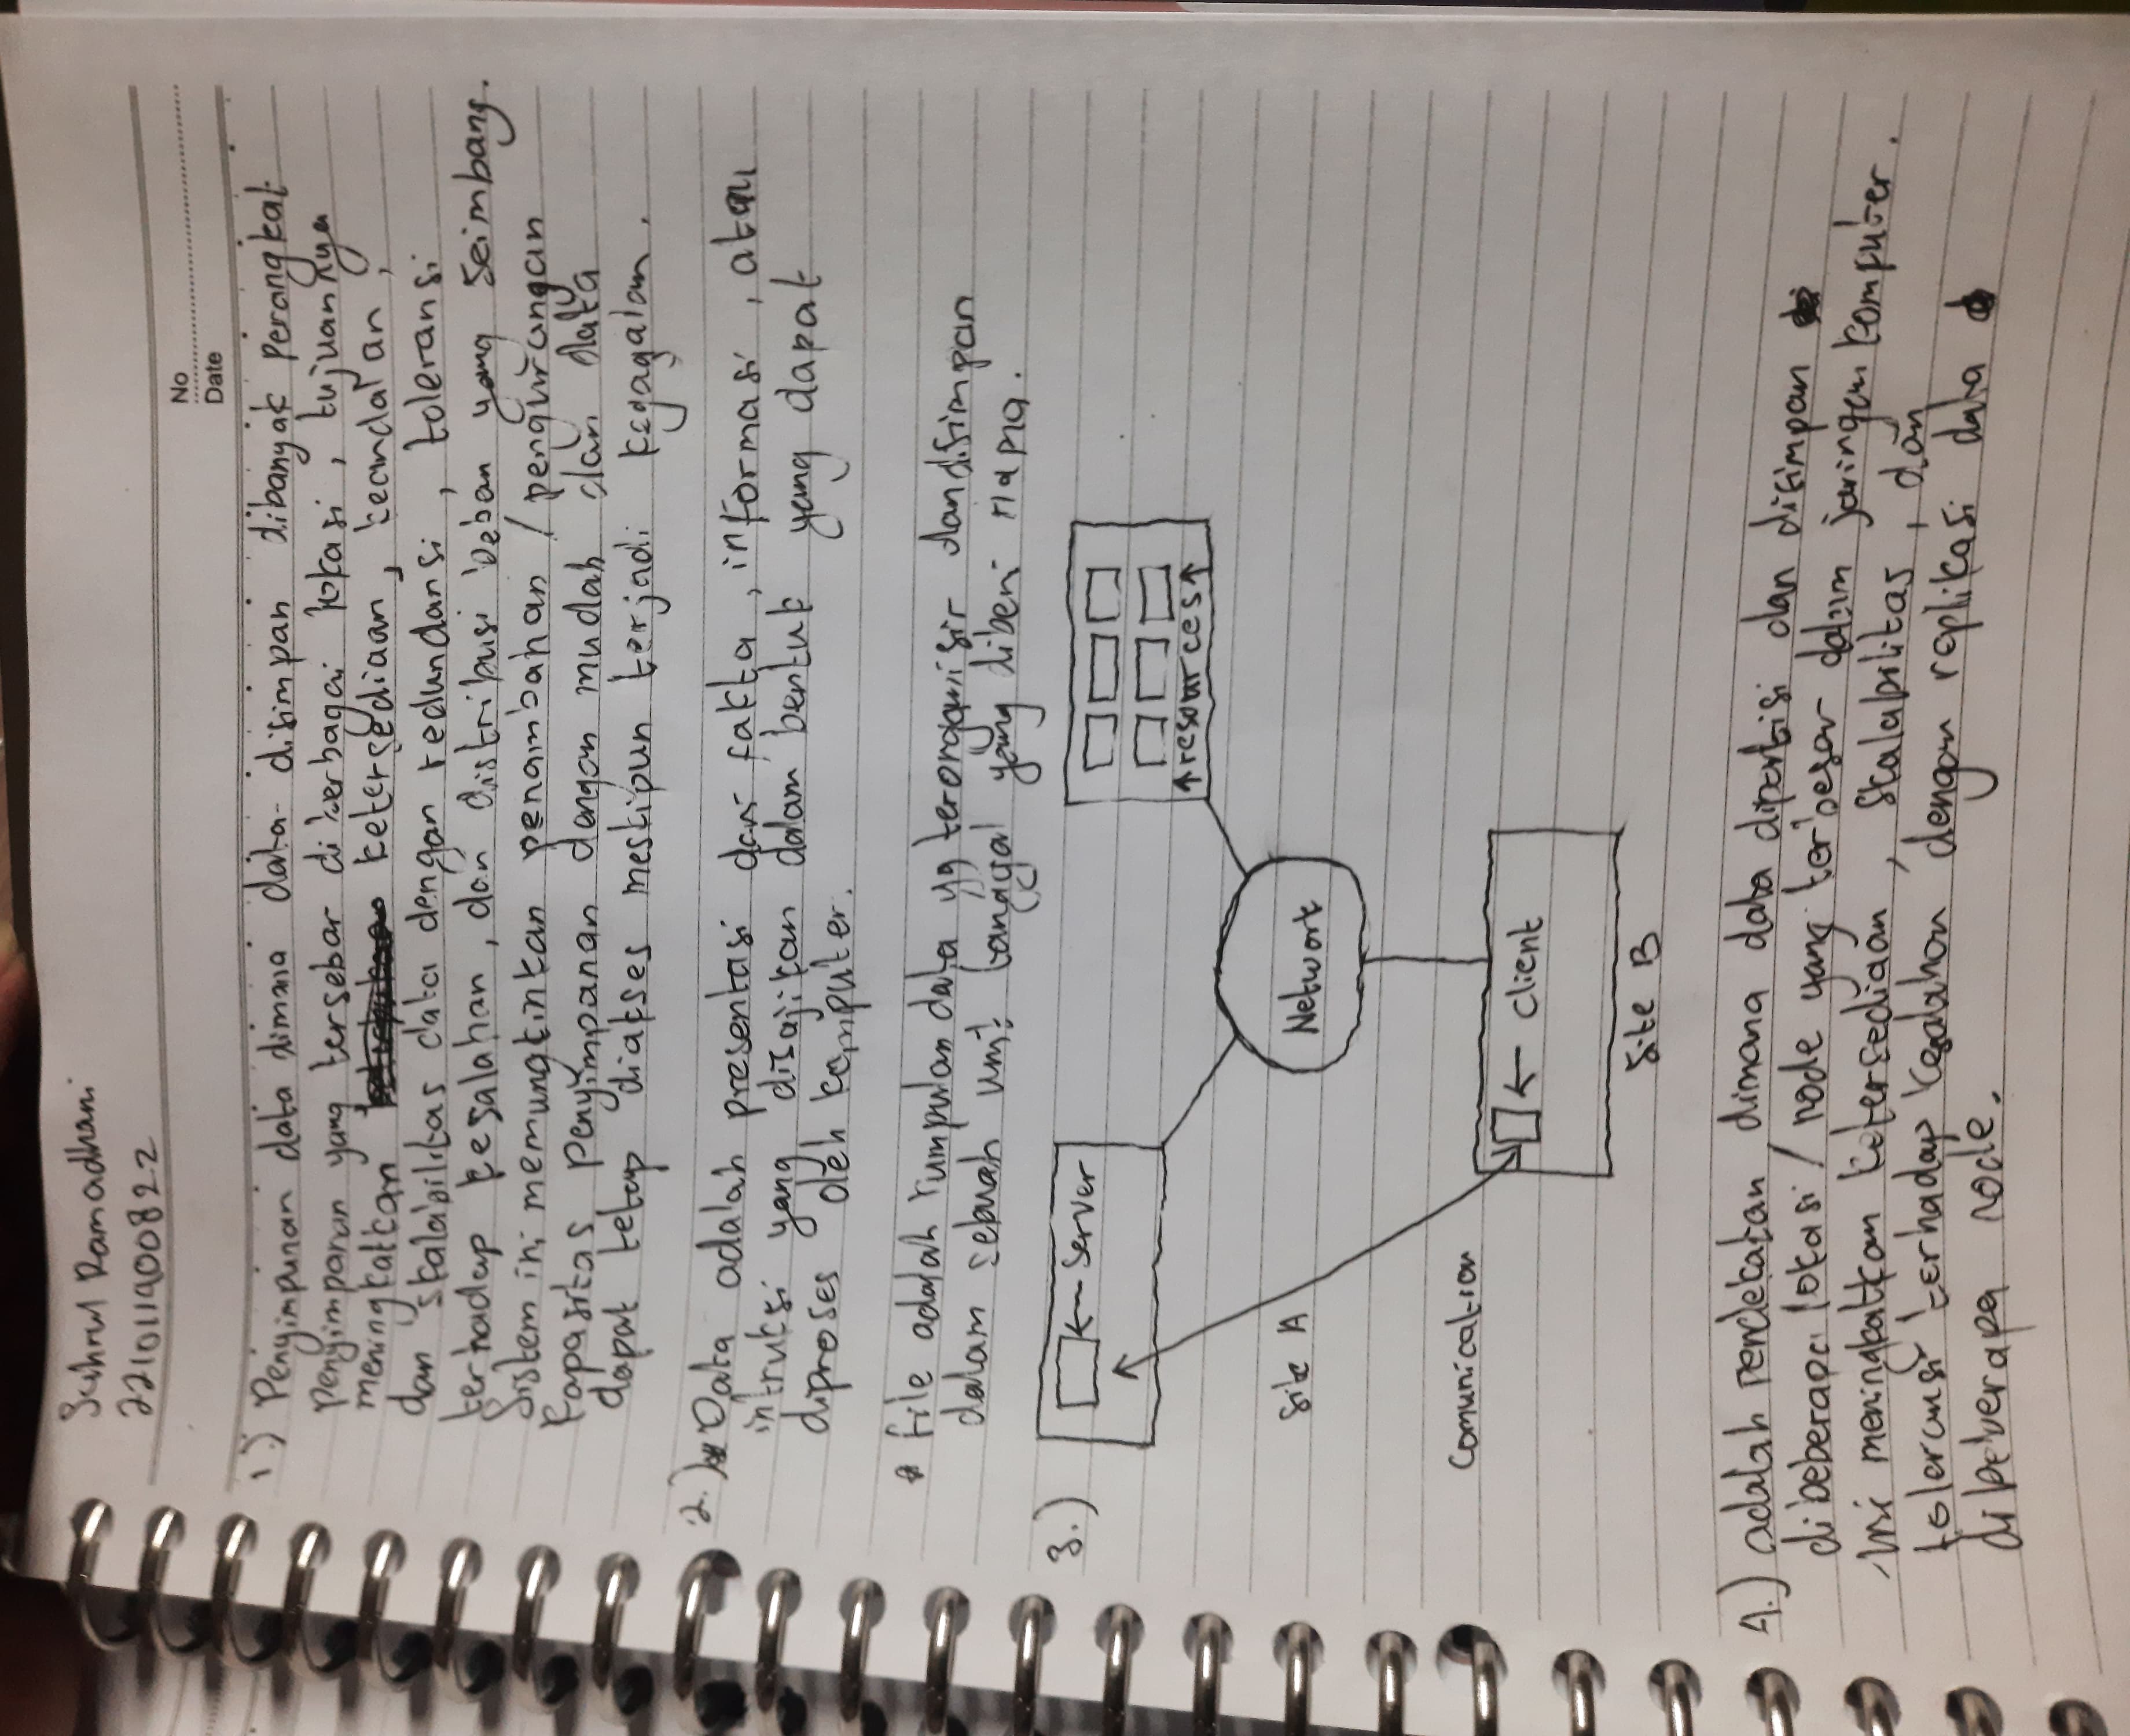 Ramadhani
221011400822
No
Date
1.) Penyimpanan data dimana data disimpan dibanyak perangkat
penyimpanan yang tersebar di berbagai lokasi, tujuannya
meningkatkan ketersediaan, keandalan,
dan skalabilitas data dengan redundansi, toleransi
terhadap kesalahan, dan distribusi beban yang seimbang.
Sistem ini memungkinkan penambahan / pengurangan
kapasitas penyimpanan dengan mudah dan data
dapat tetap diakses meskipun terjadi kegagalan.
2.) Data adalah presentasi dari fakta, informasi, atau
intruksi yang disajikan dalam bentuk yang dapat
diproses oleh komputer.
* File adalah kumpulan data yg terorganisir dan disimpan
dalam sebuah unit tanggal yang diberi nama.
3.)
← Server
↑resources↑
Network
Site A
Comunication
← Client
Site B
4.) adalah pendekatan dimana data dipartisi dan disimpan
dibeberapa lokasi / node yang terbesar dalam jaringan komputer.
Ini meningkatkan ketersediaan, skalabilitas, dan
toleransi terhadap kesalahan dengan replikasi data
dibeberapa node.